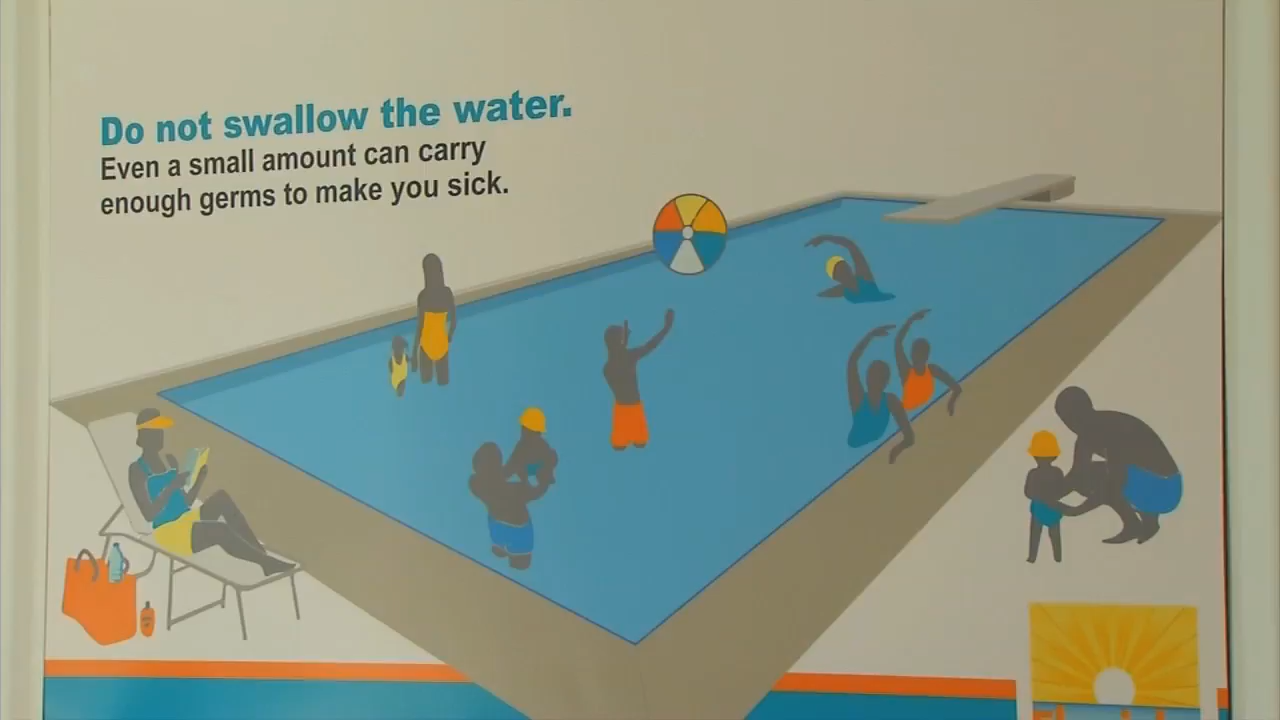 Do not swallow the water.
Even a small amount can carry
enough germs to make you sick.